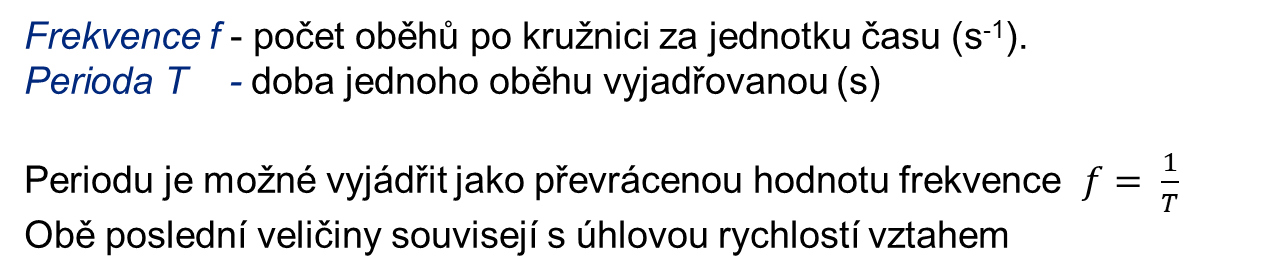 Frekvence f - počet oběhů po kružnici za jednotku času (s⁻¹).
Perioda T - doba jednoho oběhu vyjadřovanou (s)
Periodu je možné vyjádřit jako převrácenou hodnotu frekvence f = 1/T
Obě poslední veličiny souvisejí s úhlovou rychlostí vztahem